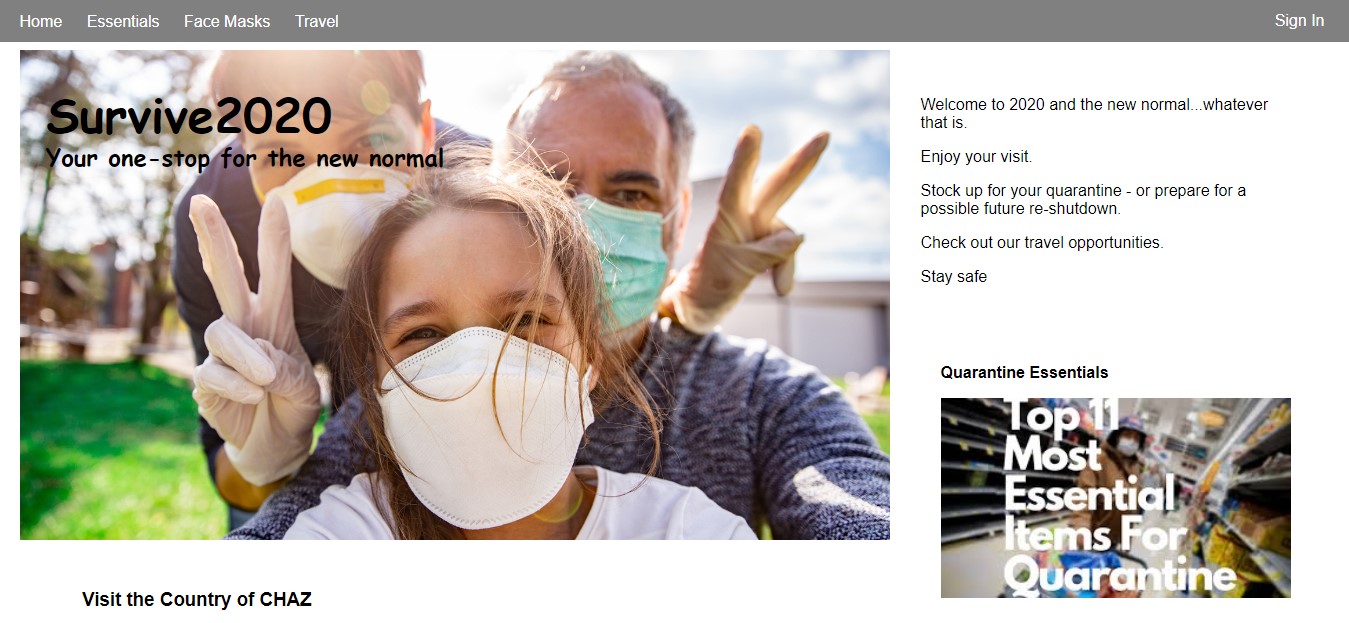 Home Essentials Face Masks Travel Sign In
Survive2020
Your one-stop for the new normal
Welcome to 2020 and the new normal...whatever
that is.
Enjoy your visit.
Stock up for your quarantine - or prepare for a
possible future re-shutdown.
Check out our travel opportunities.
Stay safe
Quarantine Essentials
Top 11
Most
Essential
Items For
Quarantine
Visit the Country of CHAZ